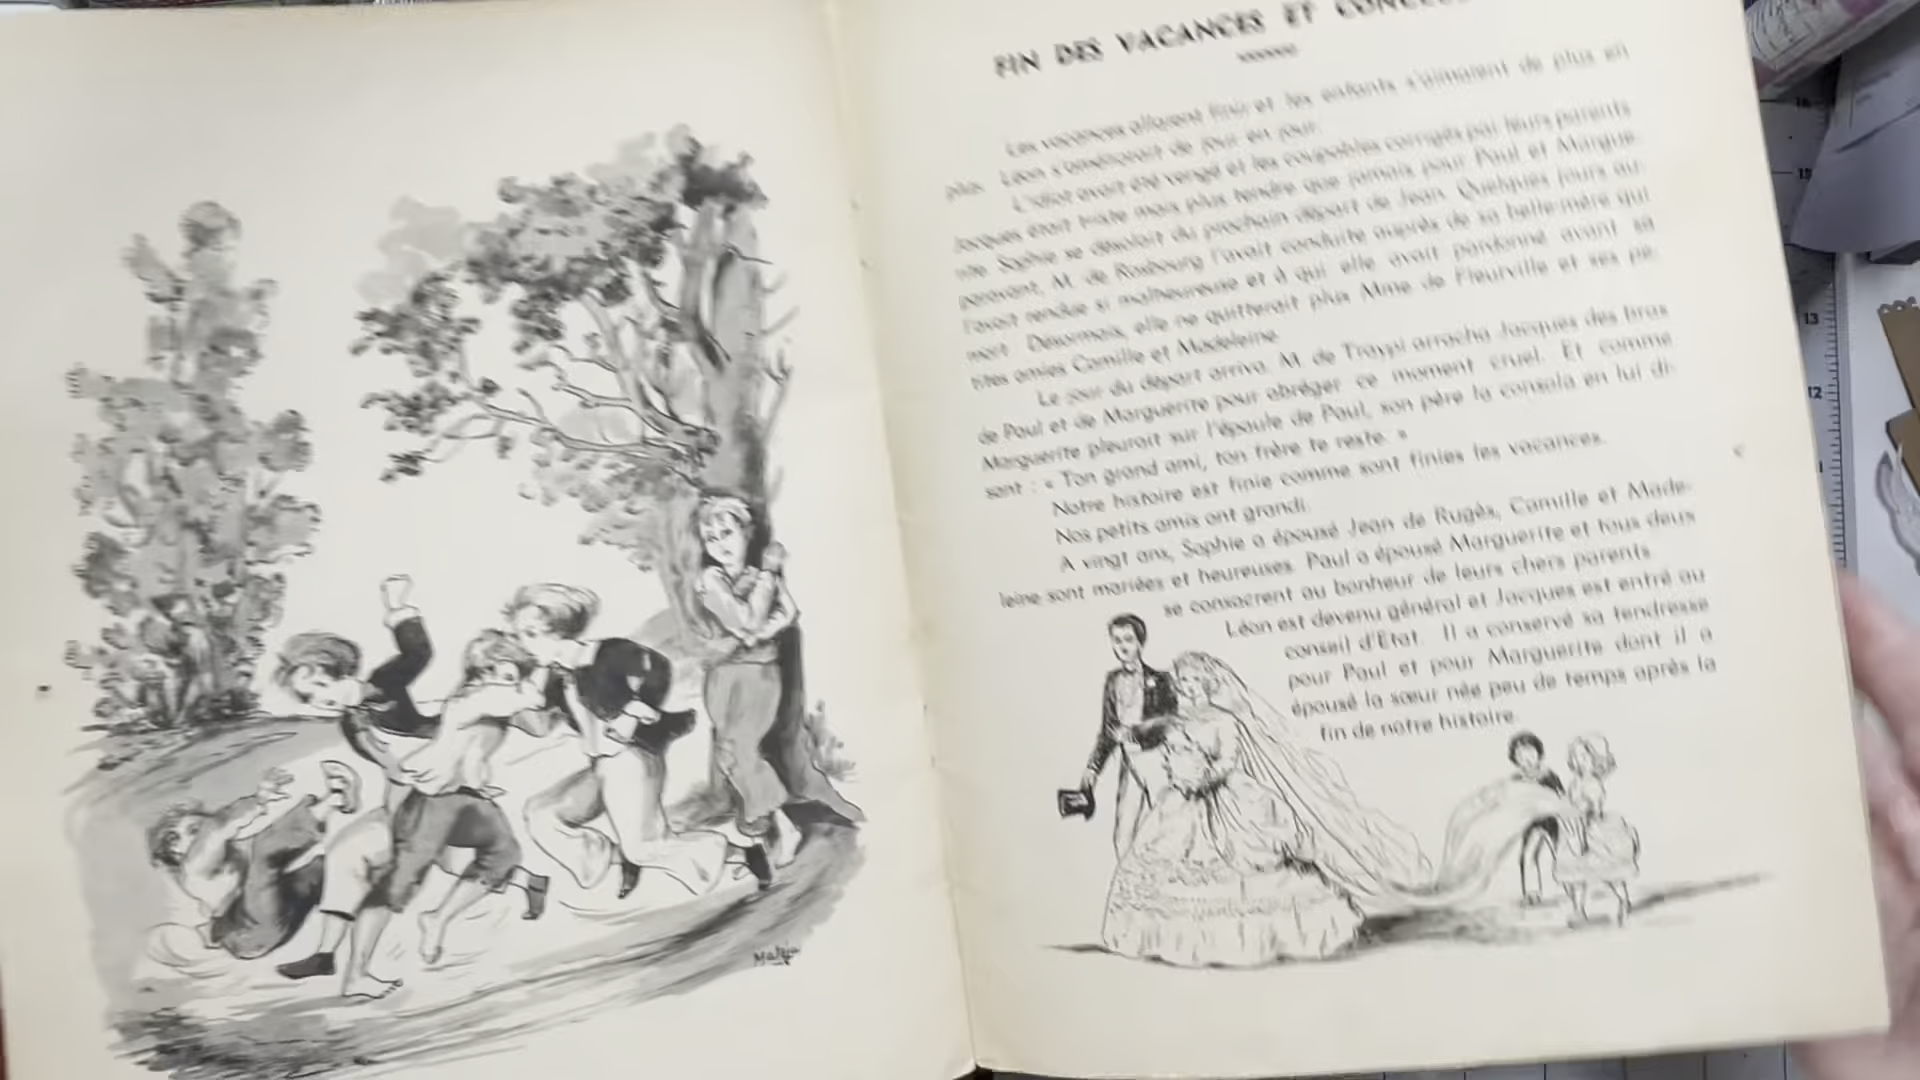 FIN DES VACANCES ET
Les vacances allaient finir et les enfants s'aimaient de plus en
plus. Léon s'améliorait de jour en jour.
L'idiot avait été vengé et les coupables corrigés par leurs parents
Jacques était triste mais plus tendre que jamais pour Paul et Margue-
rite. Sophie se désolait du prochain départ de Jean. Quelques jours au-
paravant, M. de Rosbourg l'avait conduite auprès de sa belle-mère qui
l'avait rendue si malheureuse et à qui elle avait pardonné avant sa
mort. Désormais, elle ne quitterait plus Mme de Fleurville et ses pe-
tites amies Camille et Madeleine.
Le jour du départ arriva. M. de Traypi arracha Jacques des bras
de Paul et de Marguerite pour abréger ce moment cruel. Et comme
Marguerite pleurait sur l'épaule de Paul, son père la consola en lui di-
sant : « Ton grand ami, ton frère te reste. »
Notre histoire est finie comme sont finies les vacances.
Nos petits amis ont grandi.
A vingt ans, Sophie a épousé Jean de Rugès, Camille et Made-
leine sont mariées et heureuses. Paul a épousé Marguerite et tous deux
se consacrent au bonheur de leurs chers parents.
Léon est devenu général et Jacques est entré au
conseil d'Etat. Il a conservé sa tendresse
pour Paul et pour Marguerite dont il a
épousé la sœur née peu de temps après la
fin de notre histoire.